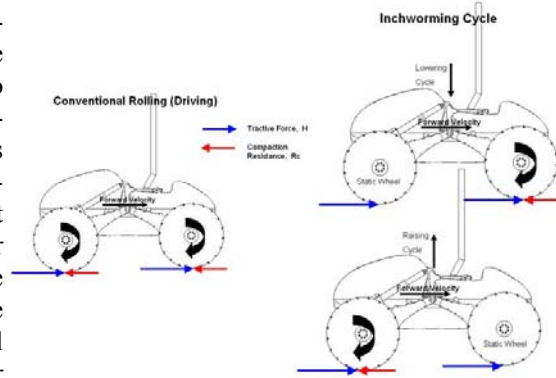 Inchworming Cycle
Lowering
Cycle
Forward Velocity
Static Wheel
Conventional Rolling (Driving)
Tractive Force, H
Compaction
Resistance, Rc
Forward Velocity
Raising
Cycle
Forward Velocity
Static Wheel